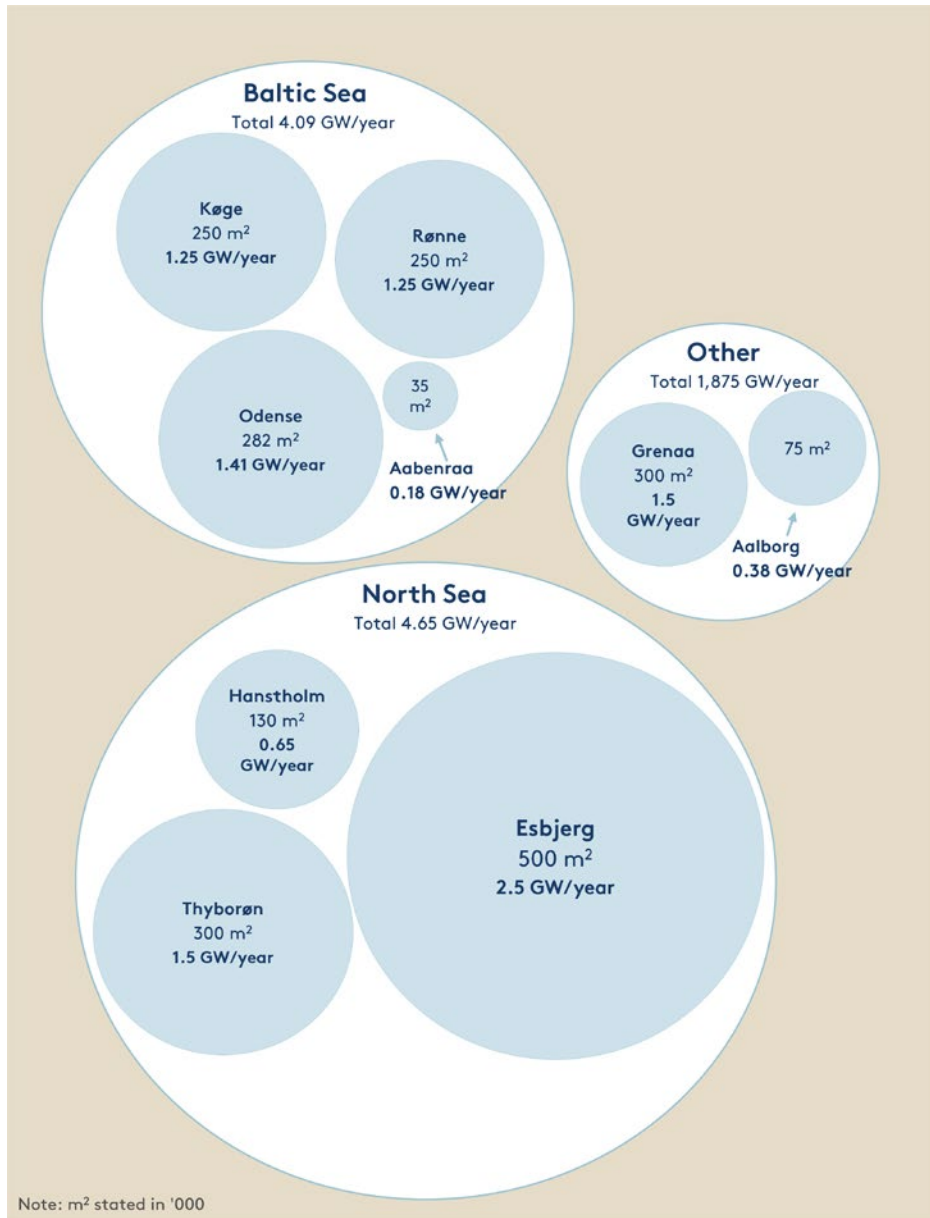 Baltic Sea
Total 4.09 GW/year
Køge
250 m²
1.25 GW/year
Rønne
250 m²
1.25 GW/year
Odense
282 m²
1.41 GW/year
35
m²
Aabenraa
0.18 GW/year
Other
Total 1,875 GW/year
Grenaa
300 m²
1.5
GW/year
75 m²
Aalborg
0.38 GW/year
North Sea
Total 4.65 GW/year
Hanstholm
130 m²
0.65
GW/year
Esbjerg
500 m²
2.5 GW/year
Thyborøn
300 m²
1.5 GW/year
Note: m² stated in '000